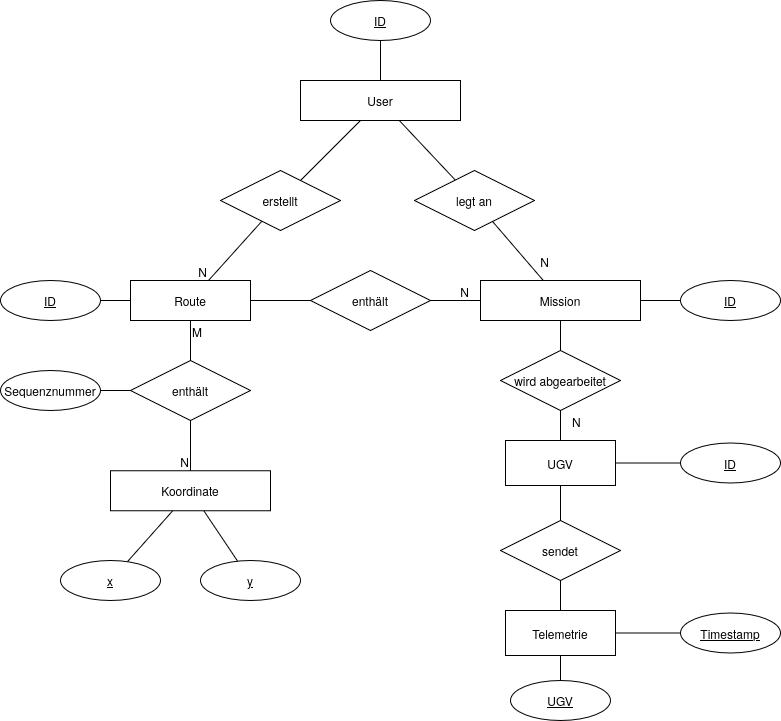 ID
User
erstellt
legt an
N
N
ID
Route
enthält
N
Mission
ID
M
Sequenznummer
enthält
wird abgearbeitet
N
N
Koordinate
UGV
ID
sendet
x
y
Telemetrie
Timestamp
UGV